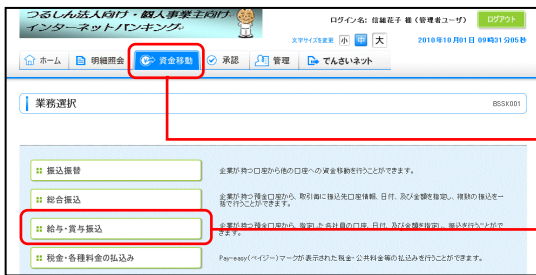 つるしん法人向け・個人事業主向け
インターネットバンキング
ログイン名: 信鶴花子 様 (管理者ユーザ)
ログアウト
文字サイズを変更 小 中 大
2010年10月01日 09時31分05秒
ホーム 明細照会 資金移動 承認 管理 でんさいネット
業務選択
BSSK001
振込振替
企業が持つ口座から他の口座への資金移動を行うことができます。
総合振込
企業が持つ預金口座から、取引毎に振込先口座情報、日付、及び金額を指定し、複数の振込を一
括で行うことができます。
給与・賞与振込
企業が持つ預金口座から、指定した各社員の口座、日付、及び金額を指定し、振込を行うことがで
きます。
税金・各種料金の払込み
Pay-easy(ペイジー)マークが表示された税金・公共料金等の払込みを行うことができます。